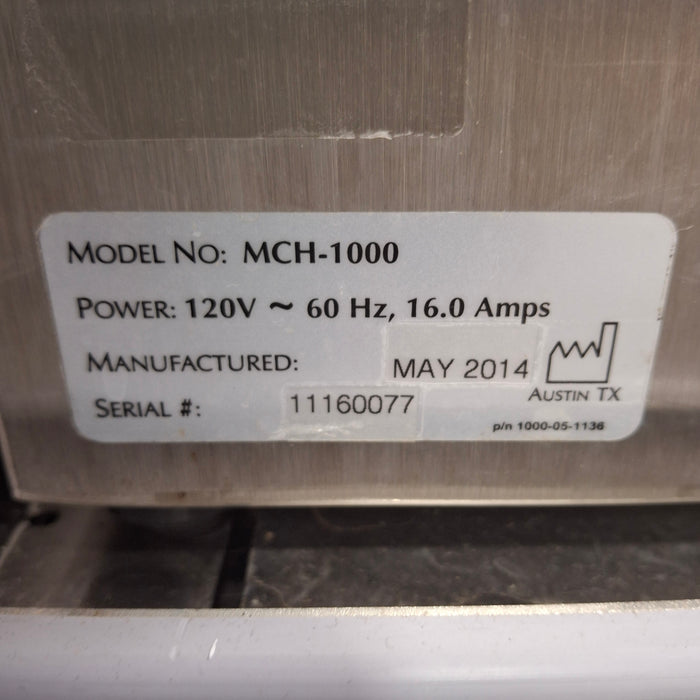 MODEL NO: MCH-1000
POWER: 120V ~ 60 Hz, 16.0 Amps
MANUFACTURED: MAY 2014
AUSTIN TX
SERIAL #: 11160077
p/n 1000-05-1136